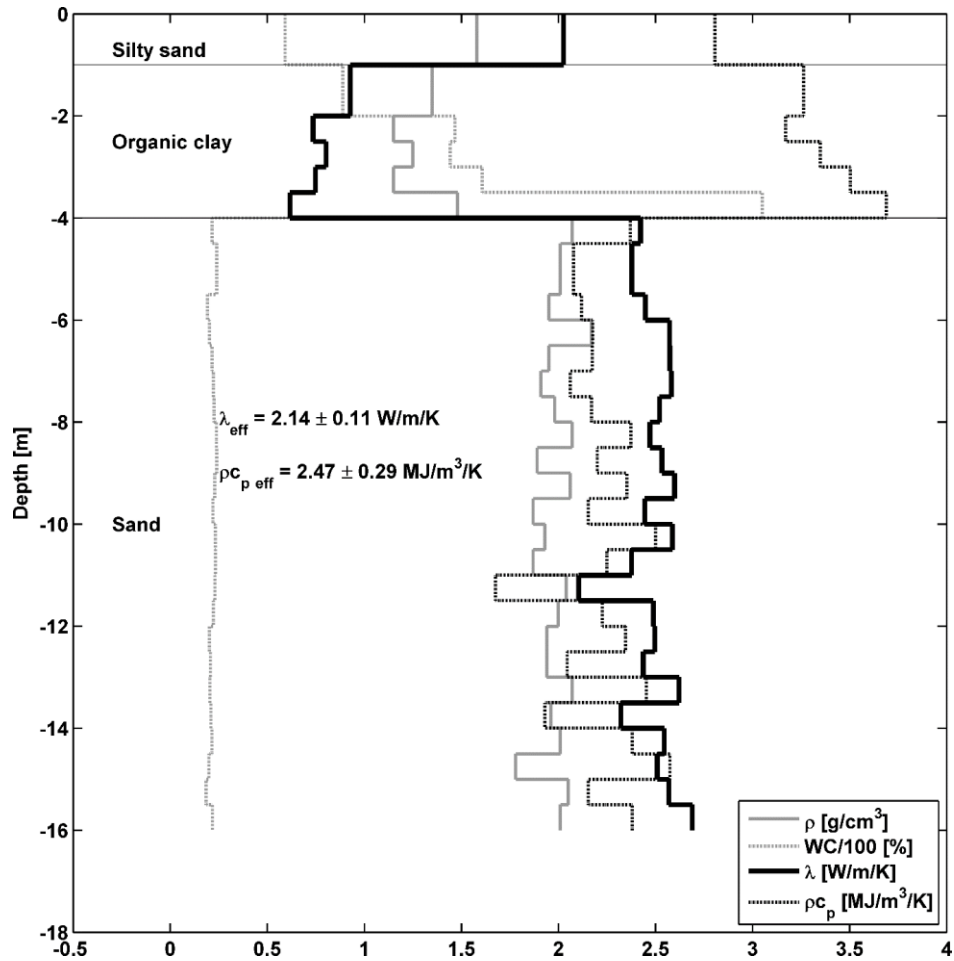 Silty sand
Organic clay
Sand
λeff = 2.14 ± 0.11 W/m/K
ρcp eff = 2.47 ± 0.29 MJ/m³/K
Depth [m]
0
-2
-4
-6
-8
-10
-12
-14
-16
-18
ρ [g/cm³]
WC/100 [%]
λ [W/m/K]
ρcp [MJ/m³/K]
-0.5 0 0.5 1 1.5 2 2.5 3 3.5 4